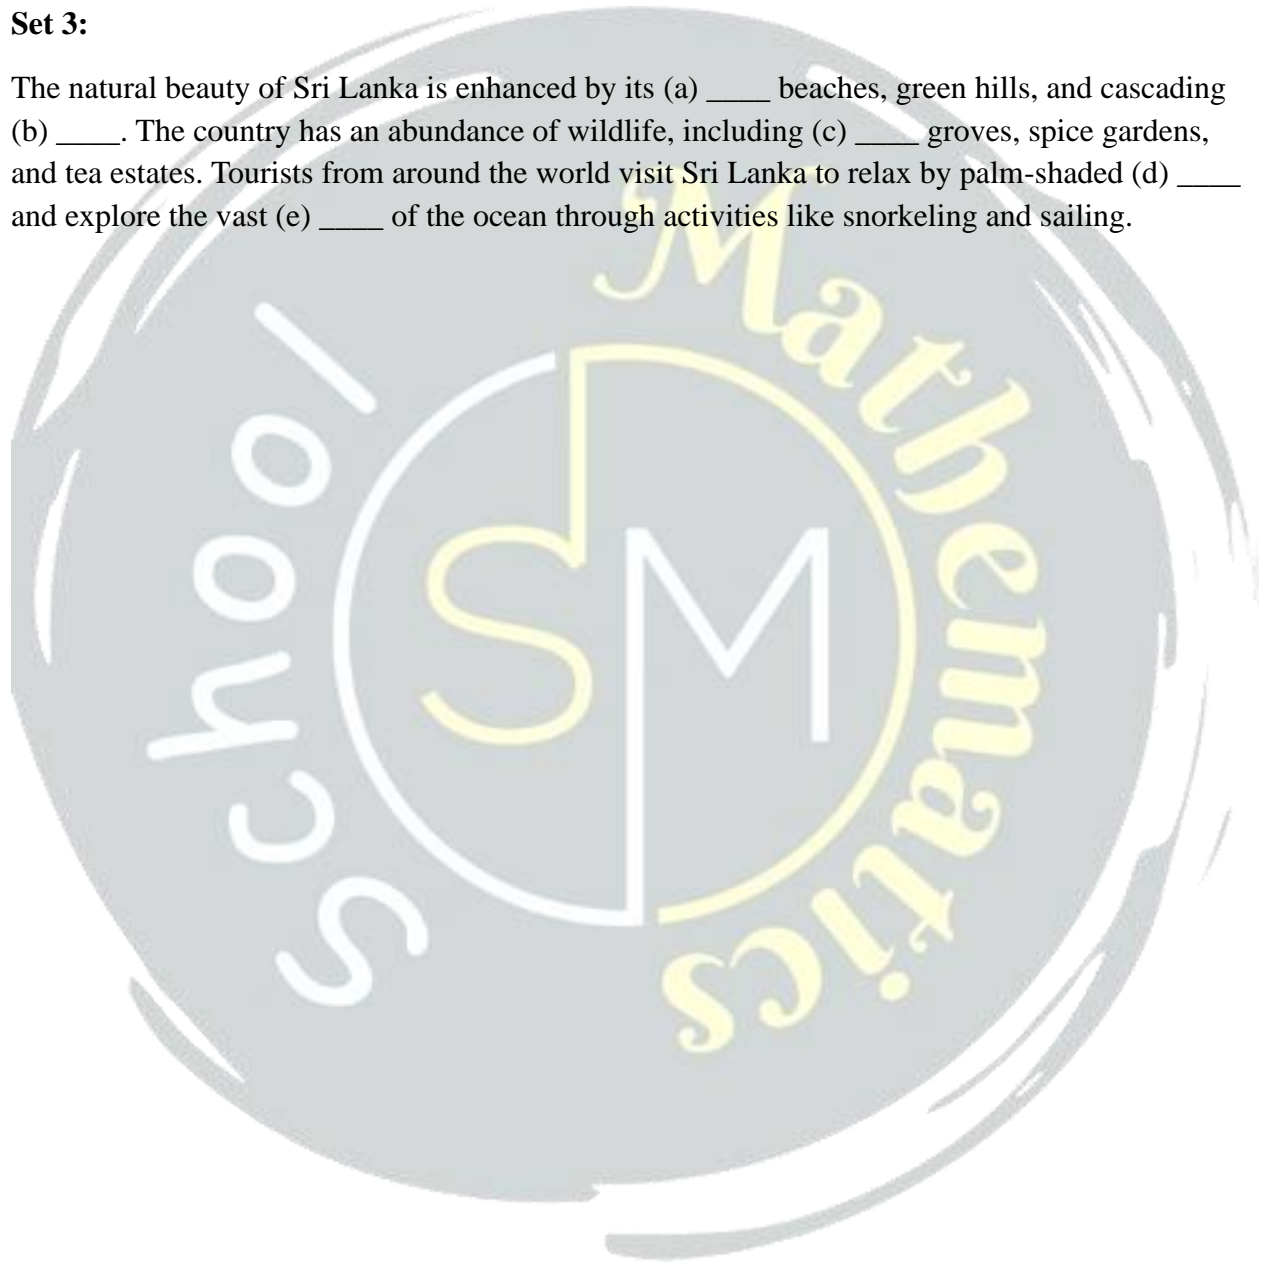 Set 3:
The natural beauty of Sri Lanka is enhanced by its (a) ____ beaches, green hills, and cascading
(b) ____. The country has an abundance of wildlife, including (c) ____ groves, spice gardens,
and tea estates. Tourists from around the world visit Sri Lanka to relax by palm-shaded (d) ____
and explore the vast (e) ____ of the ocean through activities like snorkeling and sailing.
School
Mathematics
SM